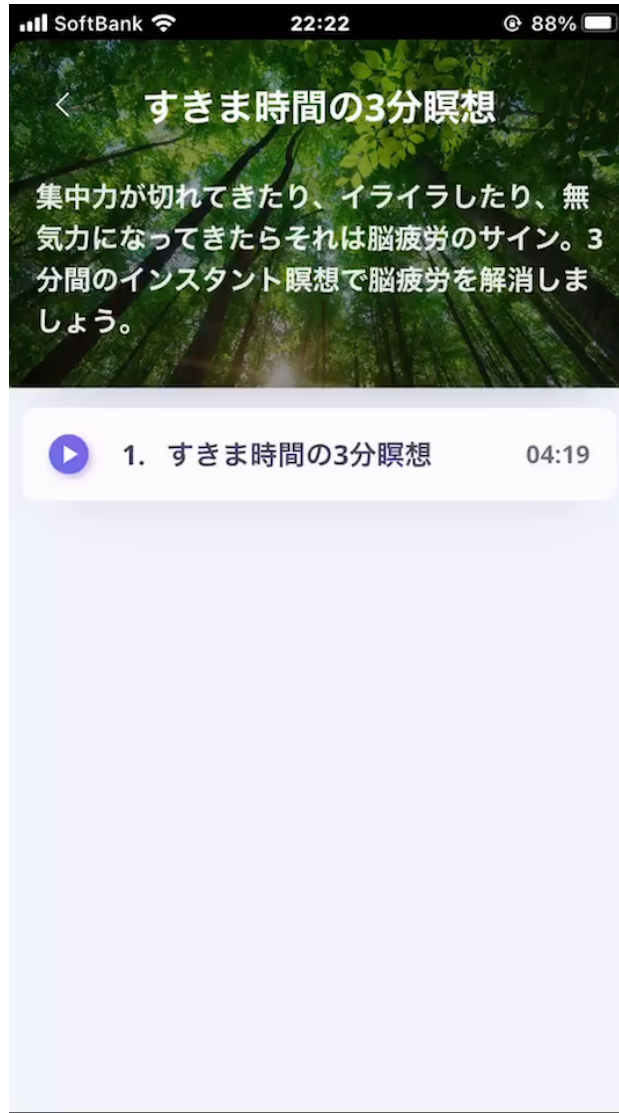 SoftBank 22:22 88%
すきま時間の3分瞑想
集中力が切れてきたり、イライラしたり、無
気力になってきたらそれは脳疲労のサイン。3
分間のインスタント瞑想で脳疲労を解消しま
しょう。
1. すきま時間の3分瞑想 04:19